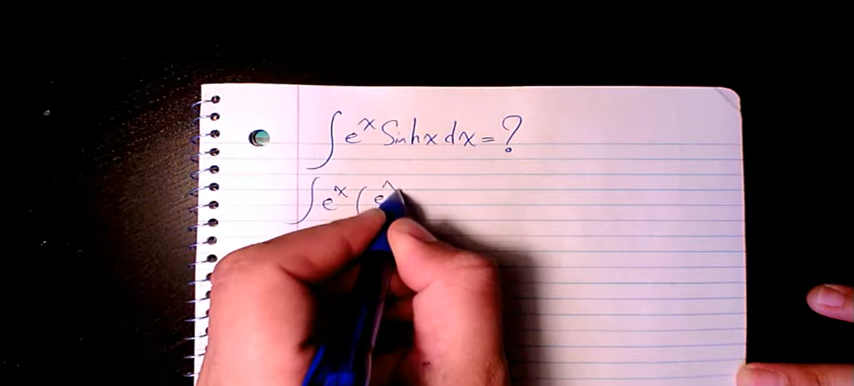 ∫ e^x Sinhx dx = ?
∫ e^x ( e^x